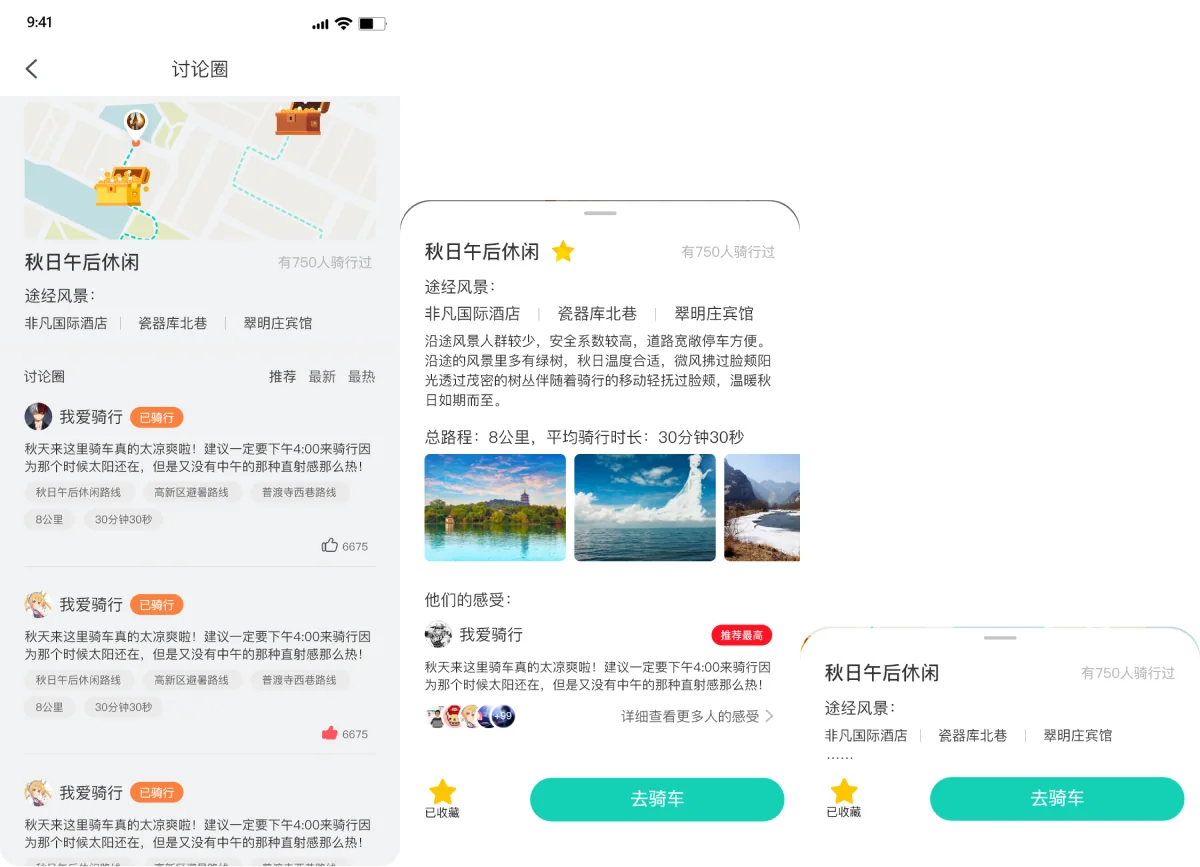 9:41
讨论圈
秋日午后休闲
有750人骑行过
途经风景：
非凡国际酒店
瓷器库北巷
翠明庄宾馆
讨论圈
推荐 最新 最热
我爱骑行 已骑行
秋天来这里骑车真的太凉爽啦！建议一定要下午4:00来骑行因
为那个时候太阳还在，但是又没有中午的那种直射感那么热！
秋日午后休闲路线 高新区避暑路线 普渡寺西巷路线
8公里 30分钟30秒
6675
我爱骑行 已骑行
秋天来这里骑车真的太凉爽啦！建议一定要下午4:00来骑行因
为那个时候太阳还在，但是又没有中午的那种直射感那么热！
秋日午后休闲路线 高新区避暑路线 普渡寺西巷路线
8公里 30分钟30秒
6675
我爱骑行 已骑行
秋天来这里骑车真的太凉爽啦！建议一定要下午4:00来骑行因
为那个时候太阳还在，但是又没有中午的那种直射感那么热！
秋日午后休闲路线 高新区避暑路线 普渡寺西巷路线
秋日午后休闲
有750人骑行过
途经风景：
非凡国际酒店
瓷器库北巷
翠明庄宾馆
沿途风景人群较少，安全系数较高，道路宽敞停车方便。
沿途的风景里多有绿树，秋日温度合适，微风拂过脸颊阳
光透过茂密的树丛伴随着骑行的移动轻抚过脸颊，温暖秋
日如期而至。
总路程：8公里，平均骑行时长：30分钟30秒
他们的感受：
我爱骑行 推荐最高
秋天来这里骑车真的太凉爽啦！建议一定要下午4:00来骑行因
为那个时候太阳还在，但是又没有中午的那种直射感那么热！
+99
详细查看更多人的感受
已收藏
去骑车
秋日午后休闲
有750人骑行过
途经风景：
非凡国际酒店
瓷器库北巷
翠明庄宾馆
……
已收藏
去骑车